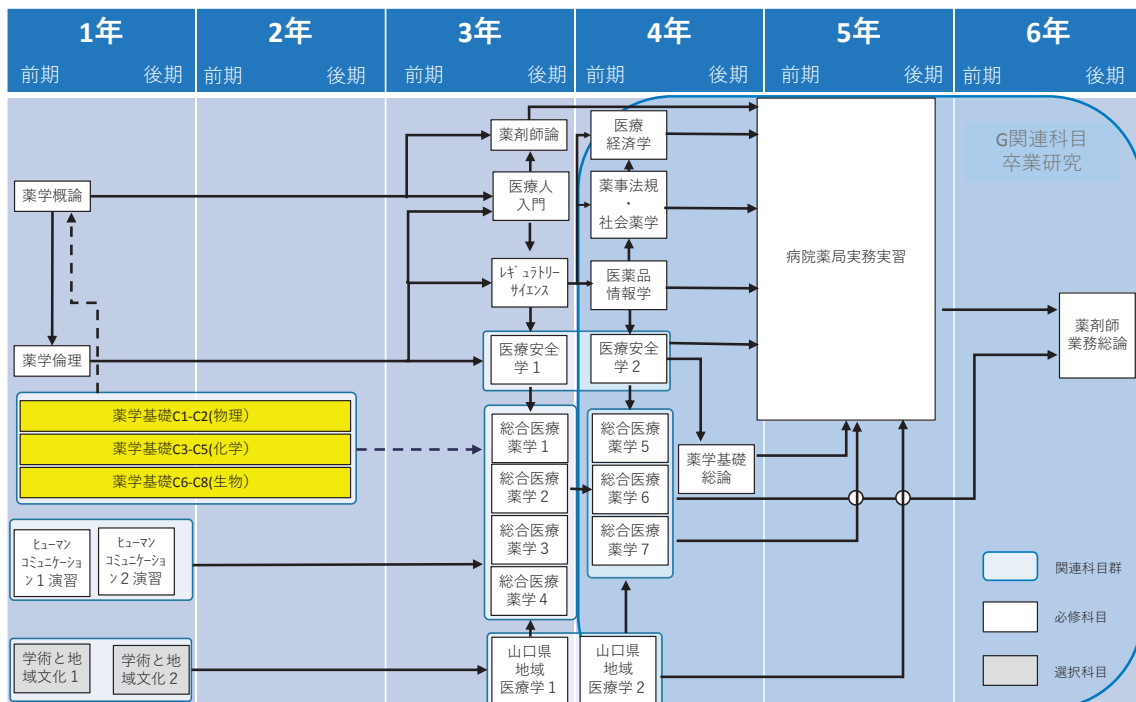 1年
2年
3年
4年
5年
6年
前期
後期
前期
後期
前期
後期
前期
後期
前期
後期
前期
後期
薬学概論
薬学倫理
薬剤師論
医療人
入門
ﾚｷﾞｭﾗﾄﾘｰ
ｻｲｴﾝｽ
医療安全
学１
医療
経済学
薬事法規
・
社会薬学
医薬品
情報学
医療安全
学２
G関連科目
卒業研究
病院薬局実務実習
薬剤師
業務総論
薬学基礎C1-C2(物理）
薬学基礎C3-C5(化学）
薬学基礎C6-C8(生物）
総合医療
薬学１
総合医療
薬学２
総合医療
薬学３
総合医療
薬学４
総合医療
薬学５
総合医療
薬学６
総合医療
薬学７
薬学基礎
総論
ﾋｭｰﾏﾝ
ｺﾐｭﾆｹｰｼｮ
ﾝ１演習
ﾋｭｰﾏﾝ
ｺﾐｭﾆｹｰｼｮ
ﾝ２演習
学術と地
域文化１
学術と地
域文化２
山口県
地域
医療学１
山口県
地域
医療学２
関連科目群
必修科目
選択科目